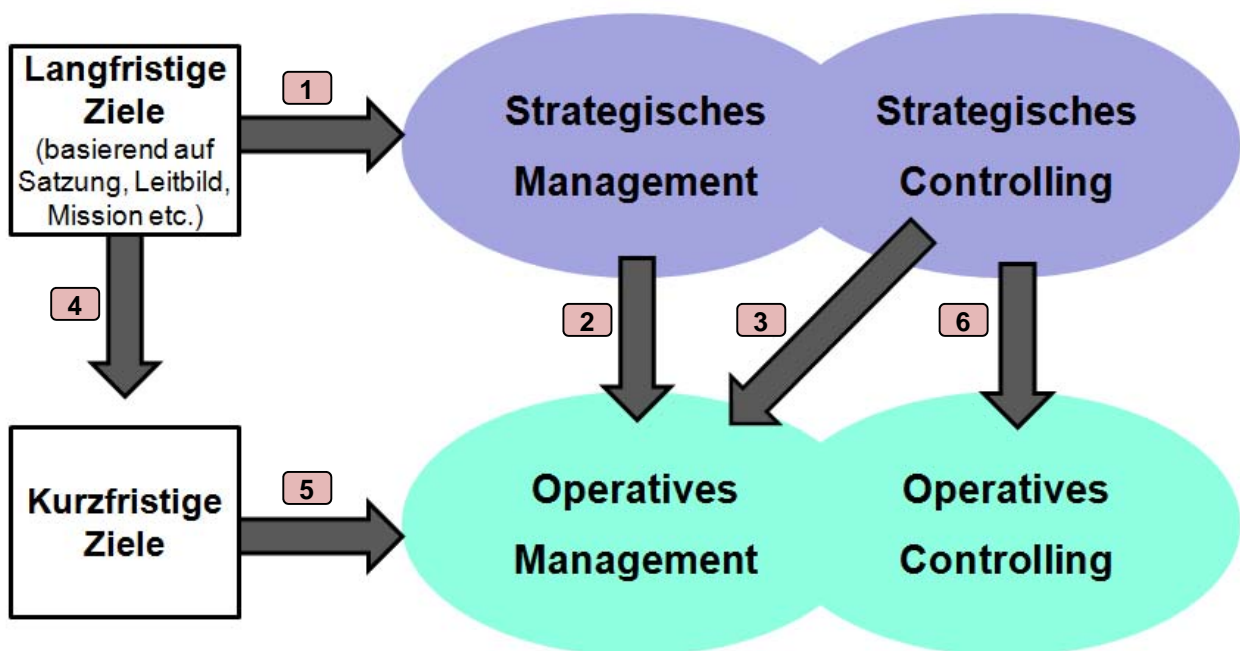 Langfristige
Ziele
(basierend auf
Satzung, Leitbild,
Mission etc.)
1
Strategisches
Management
Strategisches
Controlling
4
2
3
6
Kurzfristige
Ziele
5
Operatives
Management
Operatives
Controlling